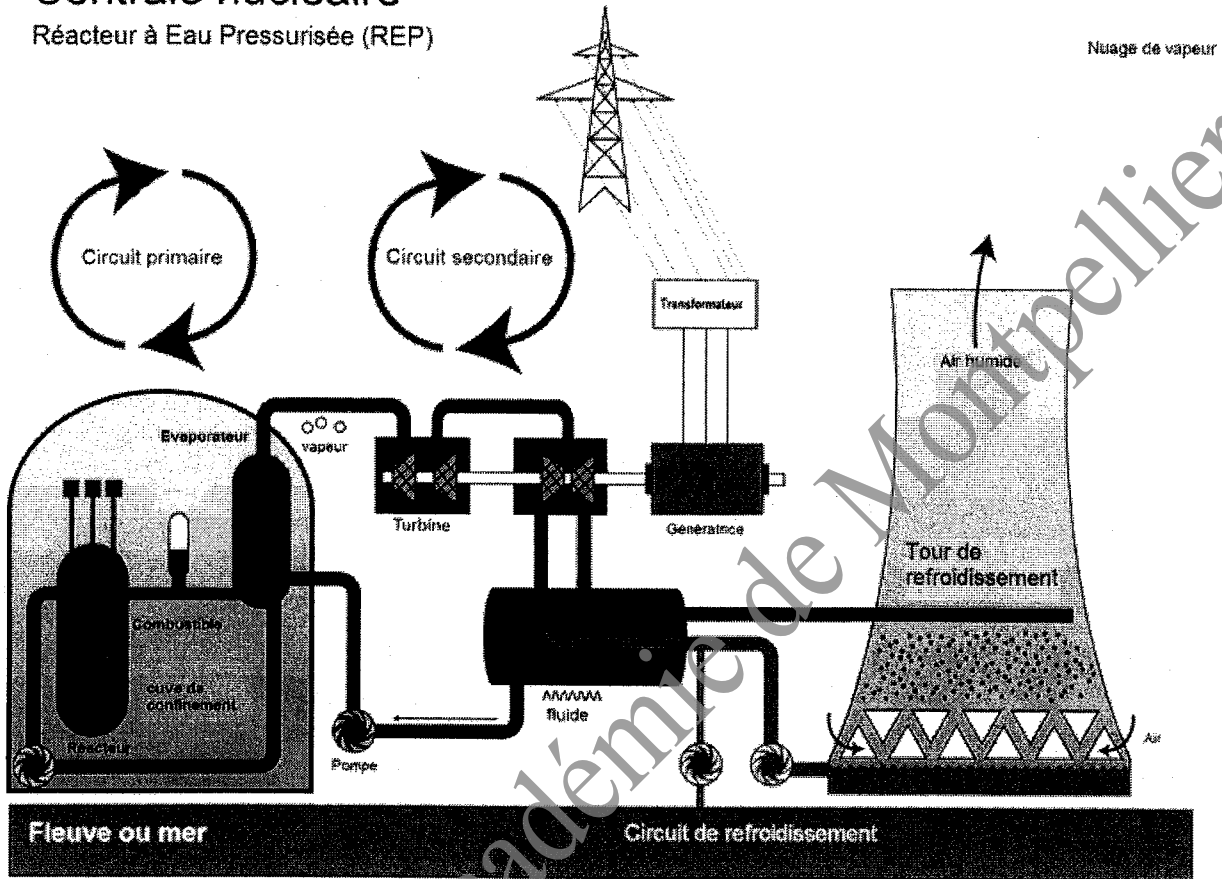 Centrale nucléaire
Réacteur à Eau Pressurisée (REP)
Nuage de vapeur
Circuit primaire
Circuit secondaire
Transformateur
Air humide
Evaporateur
vapeur
Turbine
Génératrice
Tour de
refroidissement
Combustible
cuve de
confinement
fluide
Réacteur
Pompe
Air
Fleuve ou mer
Circuit de refroidissement
Académie de Montpellier